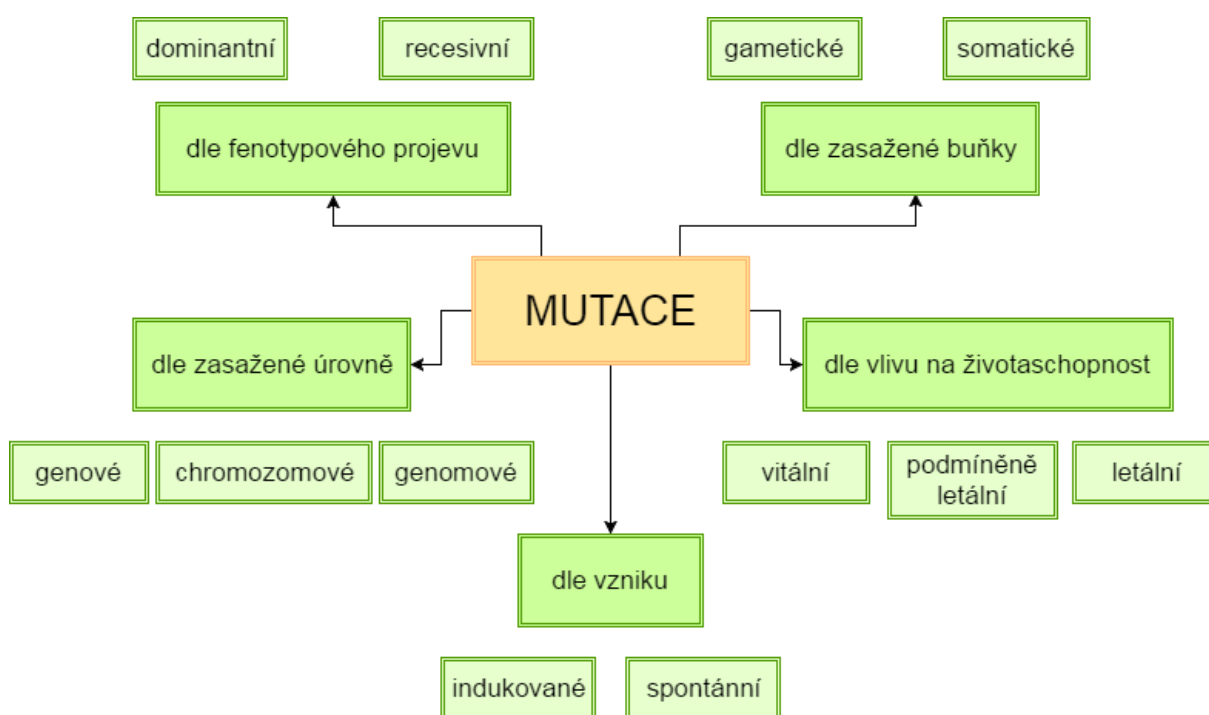 dominantní
recesivní
gametické
somatické
dle fenotypového projevu
dle zasažené buňky
MUTACE
dle zasažené úrovně
dle vlivu na životaschopnost
genové
chromozomové
genomové
vitální
podmíněně
letální
letální
dle vzniku
indukované
spontánní